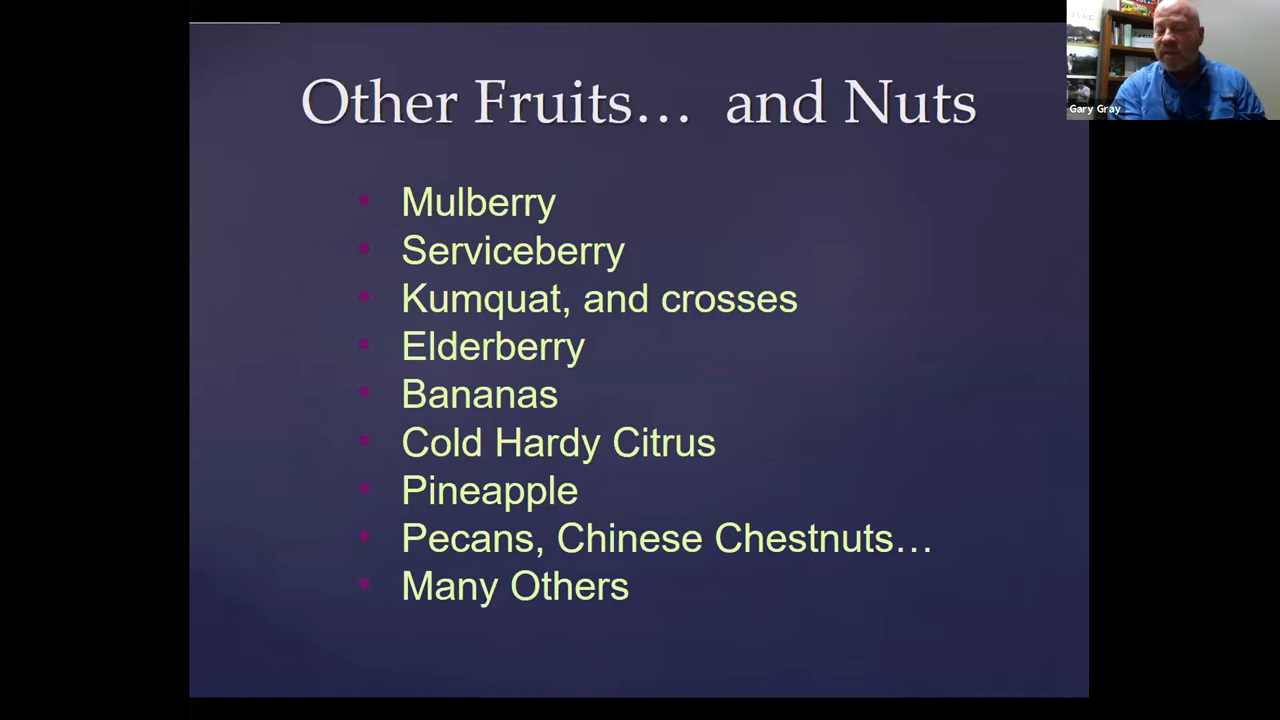 Other Fruits… and Nuts
• Mulberry
• Serviceberry
• Kumquat, and crosses
• Elderberry
• Bananas
• Cold Hardy Citrus
• Pineapple
• Pecans, Chinese Chestnuts…
• Many Others
Gary Gray